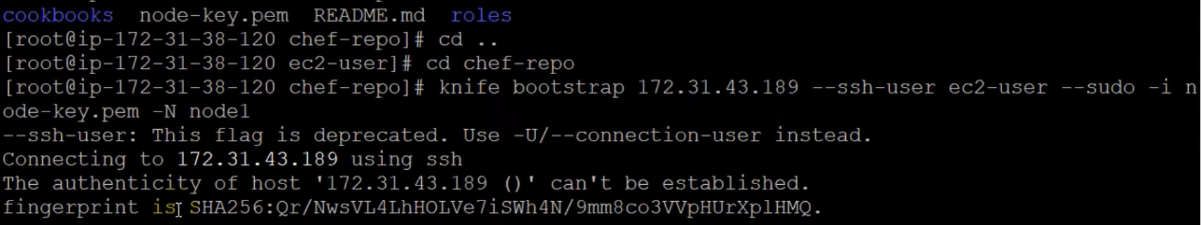 cookbooks node-key.pem README.md roles
[root@ip-172-31-38-120 chef-repo]# cd ..
[root@ip-172-31-38-120 ec2-user]# cd chef-repo
[root@ip-172-31-38-120 chef-repo]# knife bootstrap 172.31.43.189 --ssh-user ec2-user --sudo -i n
ode-key.pem -N node1
--ssh-user: This flag is deprecated. Use -U/--connection-user instead.
Connecting to 172.31.43.189 using ssh
The authenticity of host '172.31.43.189 ()' can't be established.
fingerprint is SHA256:Qr/NwsVL4LhHOLVe7iSWh4N/9mm8co3VVpHUrXplHMQ.